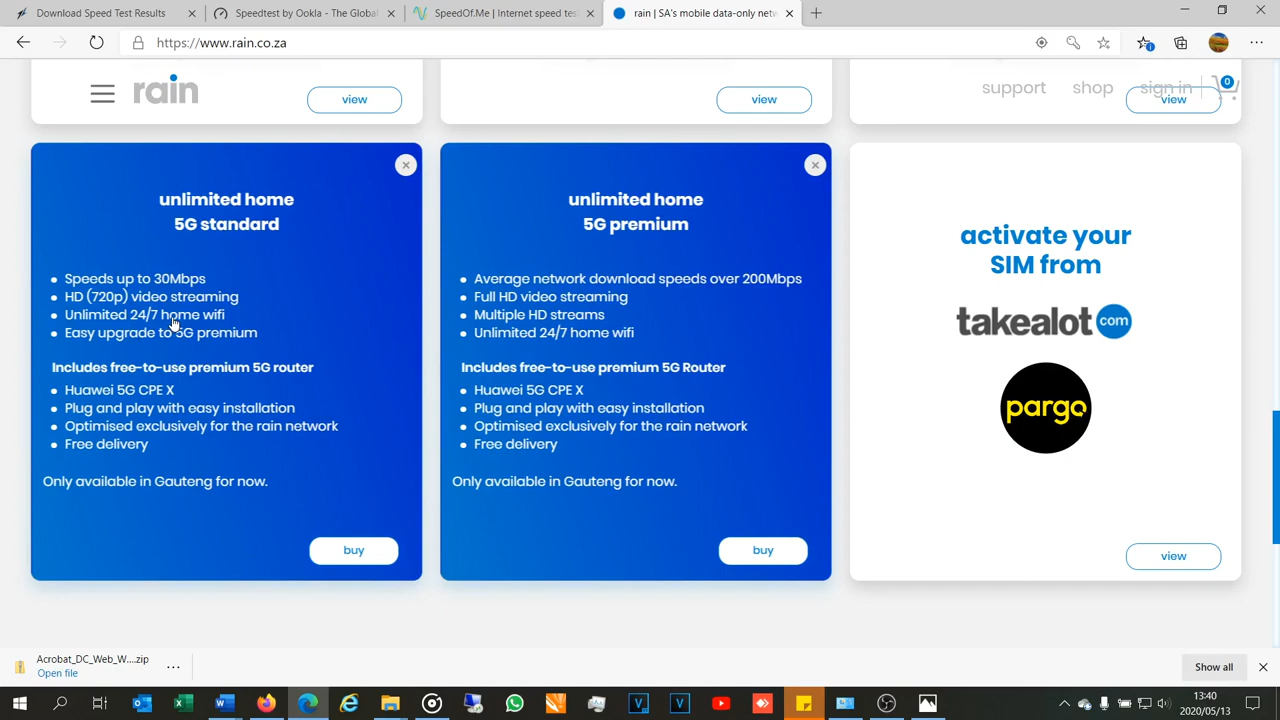 Download Speed Test Results
Speedtest by Ookla - The Global
SpeedOf.Me | Internet speed test
rain | SA's mobile data-only netw
https://www.rain.co.za
rain
support
shop
sign in
0
view
view
view
unlimited home
5G standard
Speeds up to 30Mbps
HD (720p) video streaming
Unlimited 24/7 home wifi
Easy upgrade to 5G premium
Includes free-to-use premium 5G router
Huawei 5G CPE X
Plug and play with easy installation
Optimised exclusively for the rain network
Free delivery
Only available in Gauteng for now.
buy
unlimited home
5G premium
Average network download speeds over 200Mbps
Full HD video streaming
Multiple HD streams
Unlimited 24/7 home wifi
Includes free-to-use premium 5G Router
Huawei 5G CPE X
Plug and play with easy installation
Optimised exclusively for the rain network
Free delivery
Only available in Gauteng for now.
buy
activate your
SIM from
takealot com
pargo
view
Acrobat_DC_Web_W....zip
Open file
Show all
13:40
2020/05/13